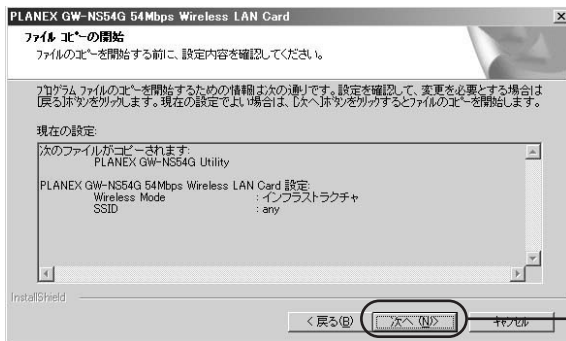 PLANEX GW-NS54G 54Mbps Wireless LAN Card
ファイル コピーの開始
ファイルのコピーを開始する前に、設定内容を確認してください。
プログラム ファイルのコピーを開始するための情報は次の通りです。設定を確認して、変更を必要とする場合は
[戻る]ボタンをクリックします。現在の設定でよい場合は、[次へ]ボタンをクリックするとファイルのコピーを開始します。
現在の設定:
次のファイルがコピーされます:
PLANEX GW-NS54G Utility
PLANEX GW-NS54G 54Mbps Wireless LAN Card 設定:
Wireless Mode : インフラストラクチャ
SSID : any
InstallShield
< 戻る(B) 次へ (N)> キャンセル